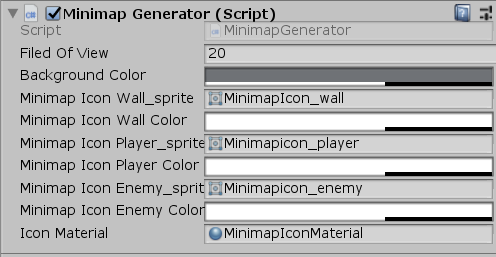 Minimap Generator (Script)
Script MinimapGenerator
Filed Of View 20
Background Color
Minimap Icon Wall_sprite MinimapIcon_wall
Minimap Icon Wall Color
Minimap Icon Player_sprite Minimapicon_player
Minimap Icon Player Color
Minimap Icon Enemy_sprit Minimapicon_enemy
Minimap Icon Enemy Color
Icon Material MinimapIconMaterial